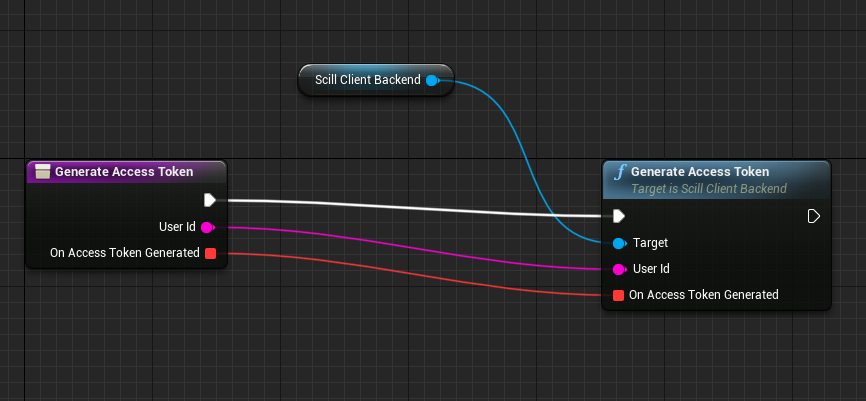 Scill Client Backend
Generate Access Token
User Id
On Access Token Generated
f Generate Access Token
Target is Scill Client Backend
Target
User Id
On Access Token Generated